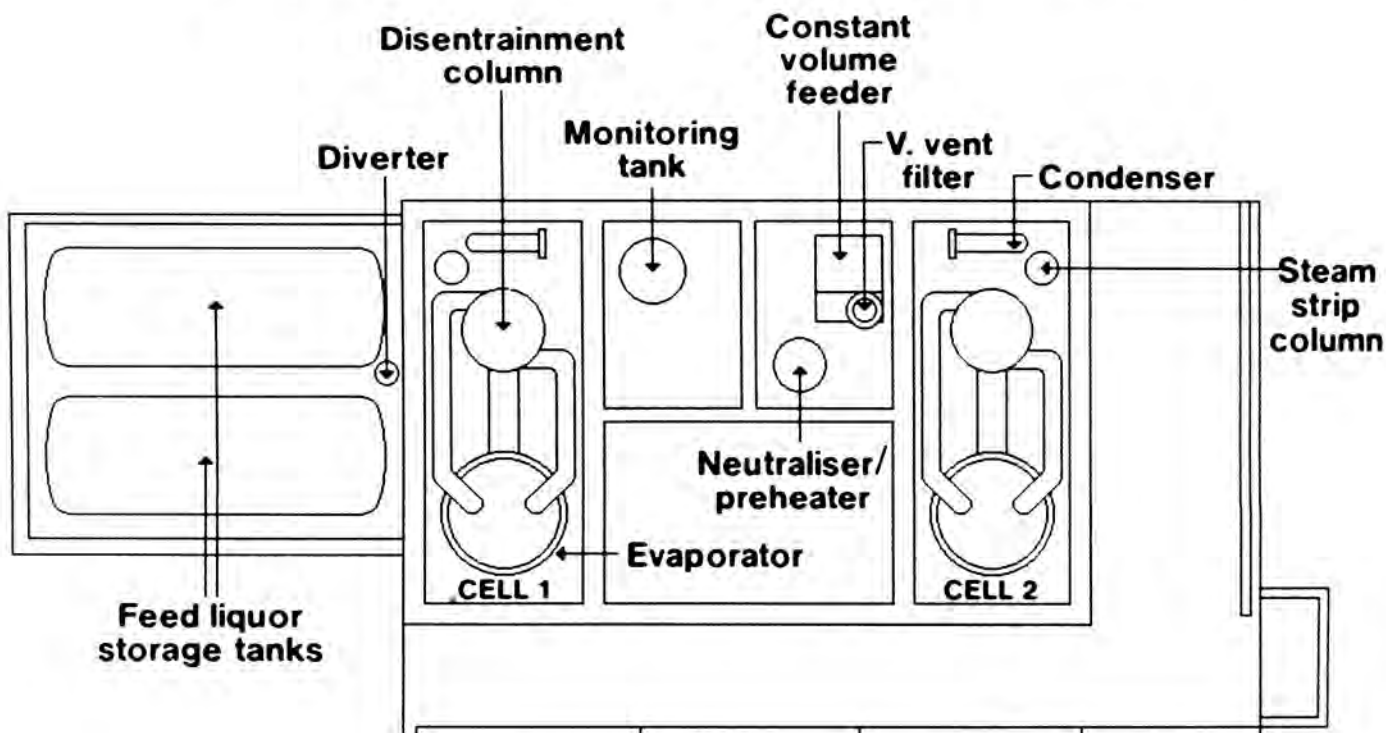 Disentrainment
column
Constant
volume
feeder
Monitoring
tank
Diverter
V. vent
filter
Condenser
Steam
strip
column
Neutraliser/
preheater
Evaporator
CELL 1
CELL 2
Feed liquor
storage tanks